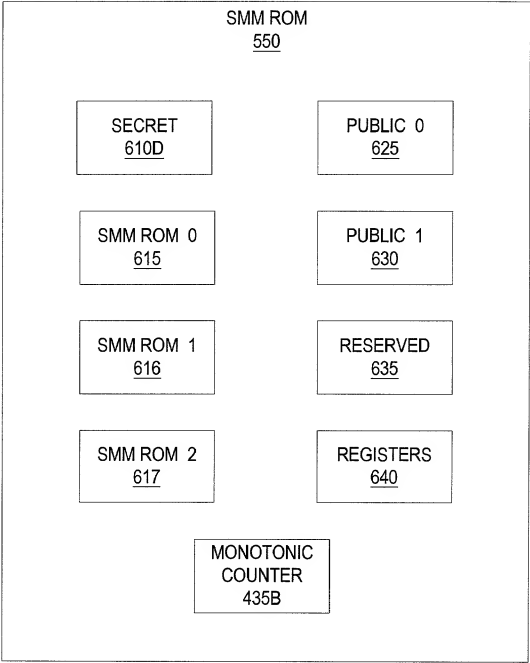 SMM ROM
550
SECRET
610D
PUBLIC 0
625
SMM ROM 0
615
PUBLIC 1
630
SMM ROM 1
616
RESERVED
635
SMM ROM 2
617
REGISTERS
640
MONOTONIC
COUNTER
435B